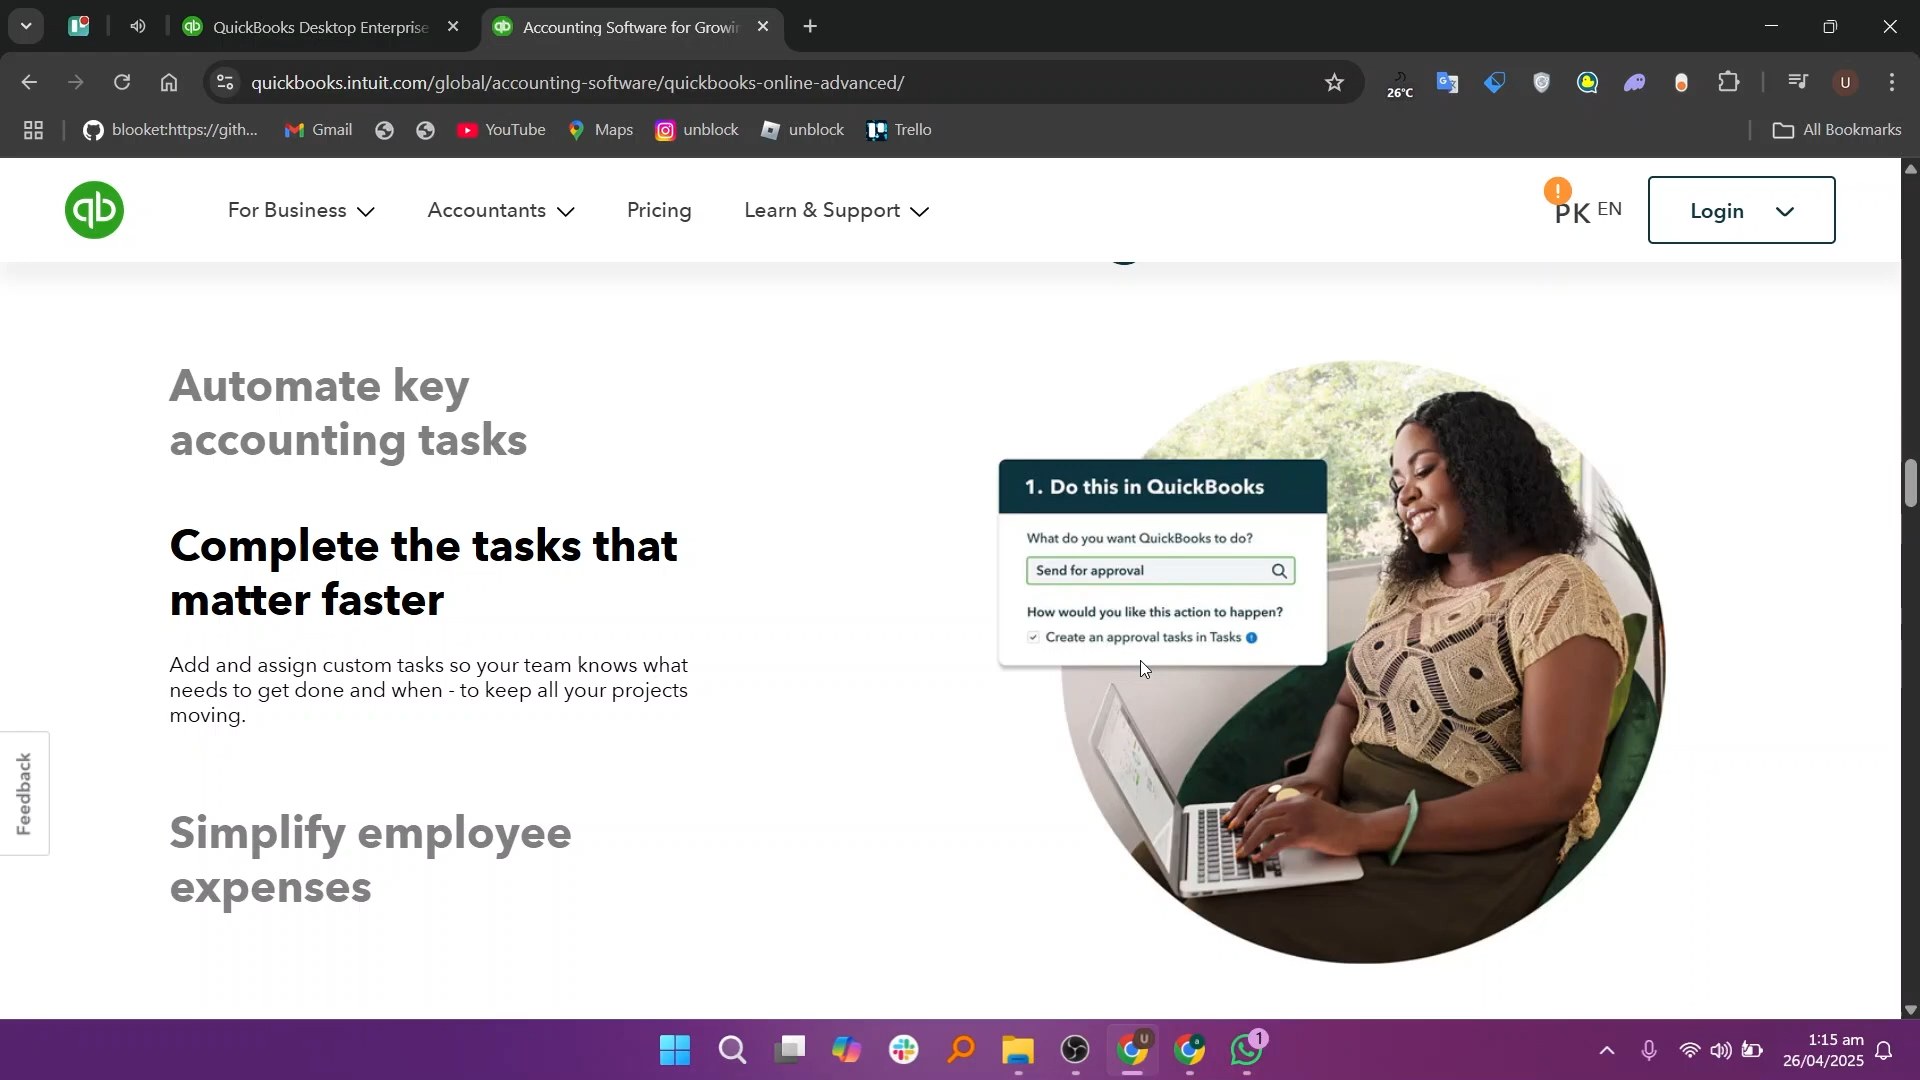 QuickBooks Desktop Enterprise
Accounting Software for Growi
quickbooks.intuit.com/global/accounting-software/quickbooks-online-advanced/
26°C
U
blooket:https://gith...
Gmail
YouTube
Maps
unblock
unblock
Trello
All Bookmarks
qb
For Business
Accountants
Pricing
Learn & Support
!
PK EN
Login
Automate key
accounting tasks
Complete the tasks that
matter faster
Add and assign custom tasks so your team knows what
needs to get done and when - to keep all your projects
moving.
Simplify employee
expenses
1. Do this in QuickBooks
What do you want QuickBooks to do?
Send for approval
How would you like this action to happen?
Create an approval tasks in Tasks
Feedback
U
a
1
1:15 am
26/04/2025